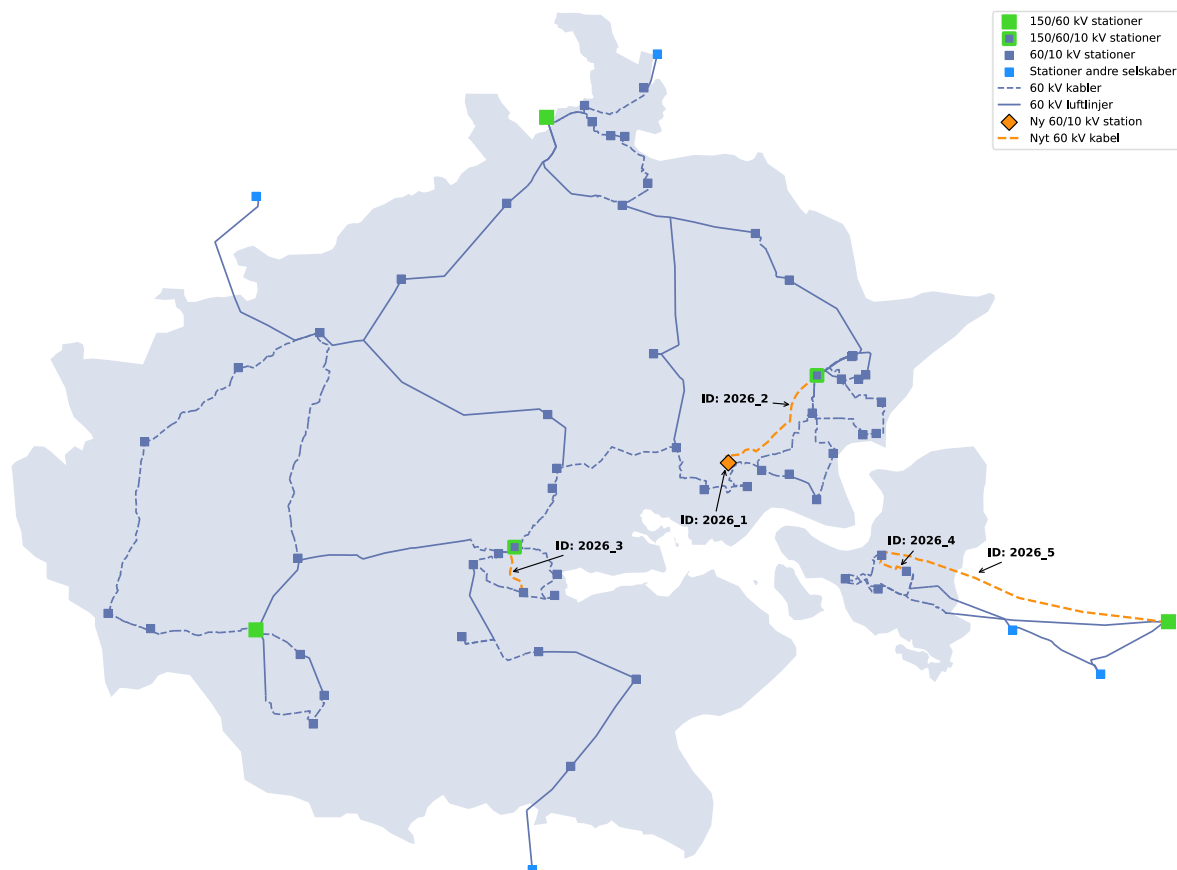 150/60 kV stationer
150/60/10 kV stationer
60/10 kV stationer
Stationer andre selskaber
60 kV kabler
60 kV luftlinjer
Ny 60/10 kV station
Nyt 60 kV kabel
ID: 2026_2
ID: 2026_1
ID: 2026_3
ID: 2026_4
ID: 2026_5